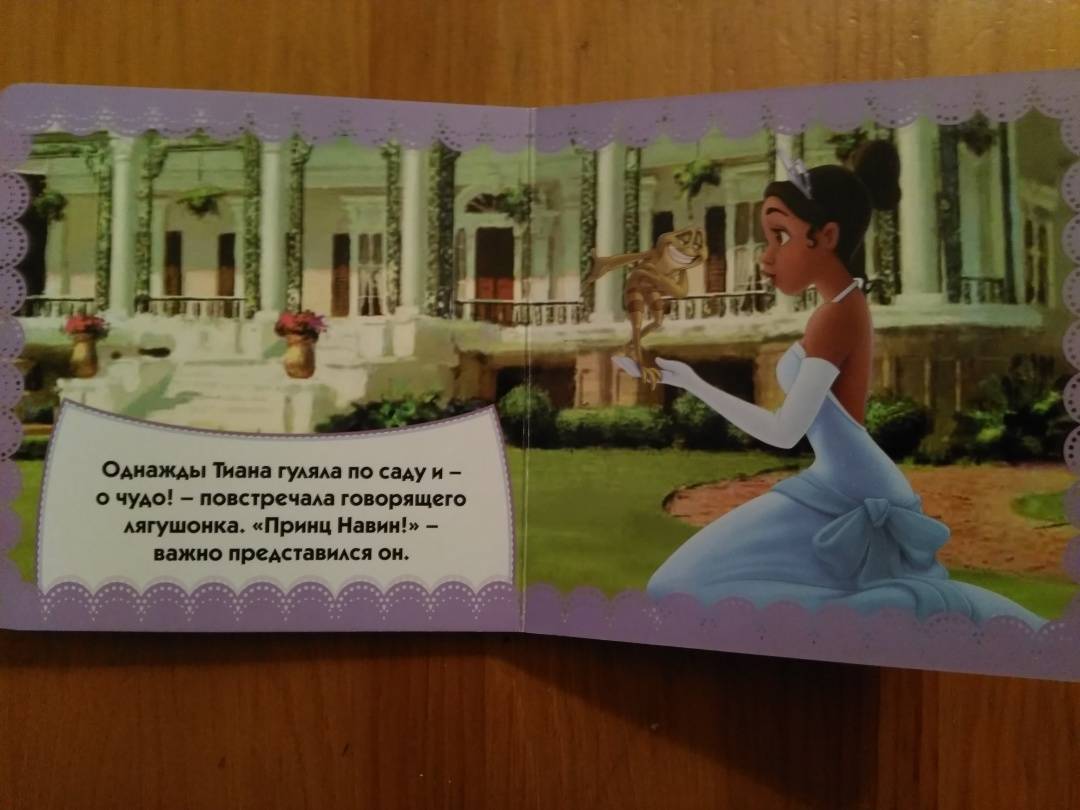 Однажды Тиана гуляла по саду и –
о чудо! – повстречала говорящего
лягушонка. «Принц Навин!» –
важно представился он.